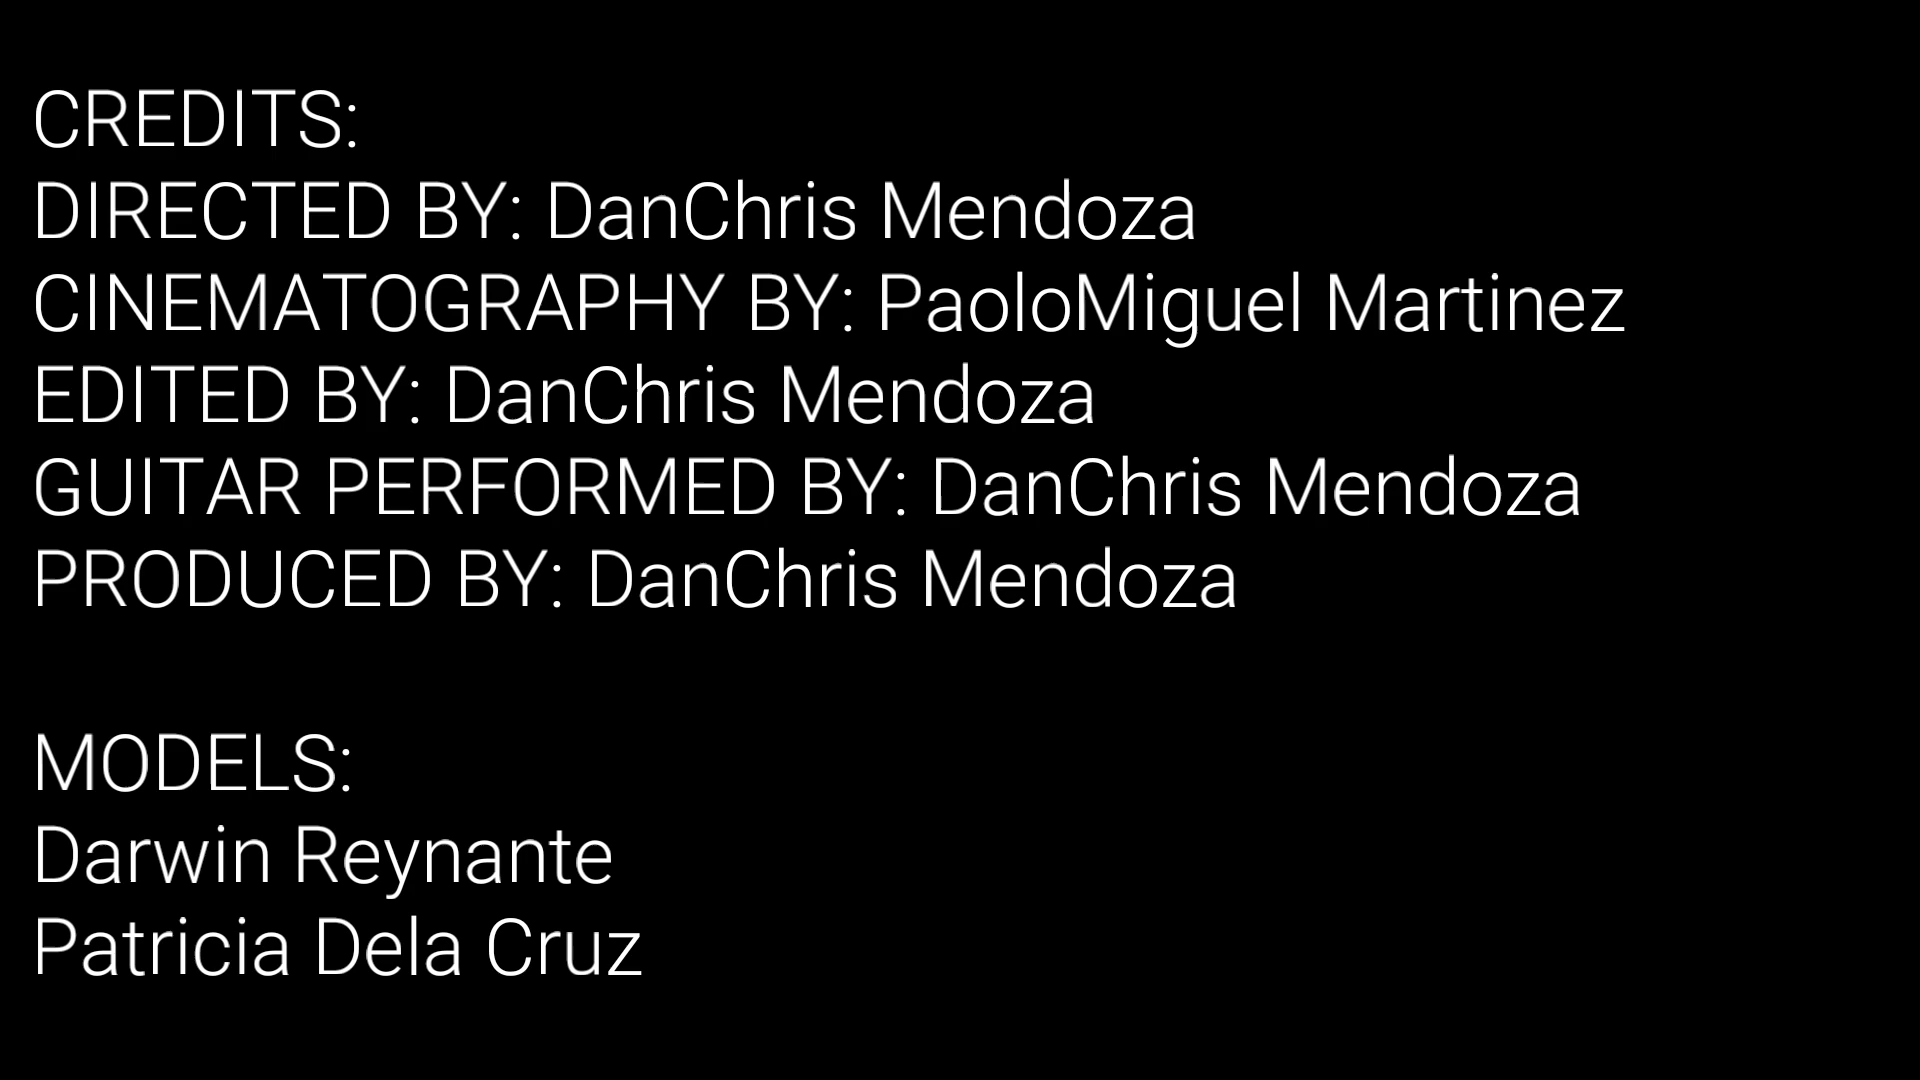 CREDITS:
DIRECTED BY: DanChris Mendoza
CINEMATOGRAPHY BY: PaoloMiguel Martinez
EDITED BY: DanChris Mendoza
GUITAR PERFORMED BY: DanChris Mendoza
PRODUCED BY: DanChris Mendoza
MODELS:
Darwin Reynante
Patricia Dela Cruz